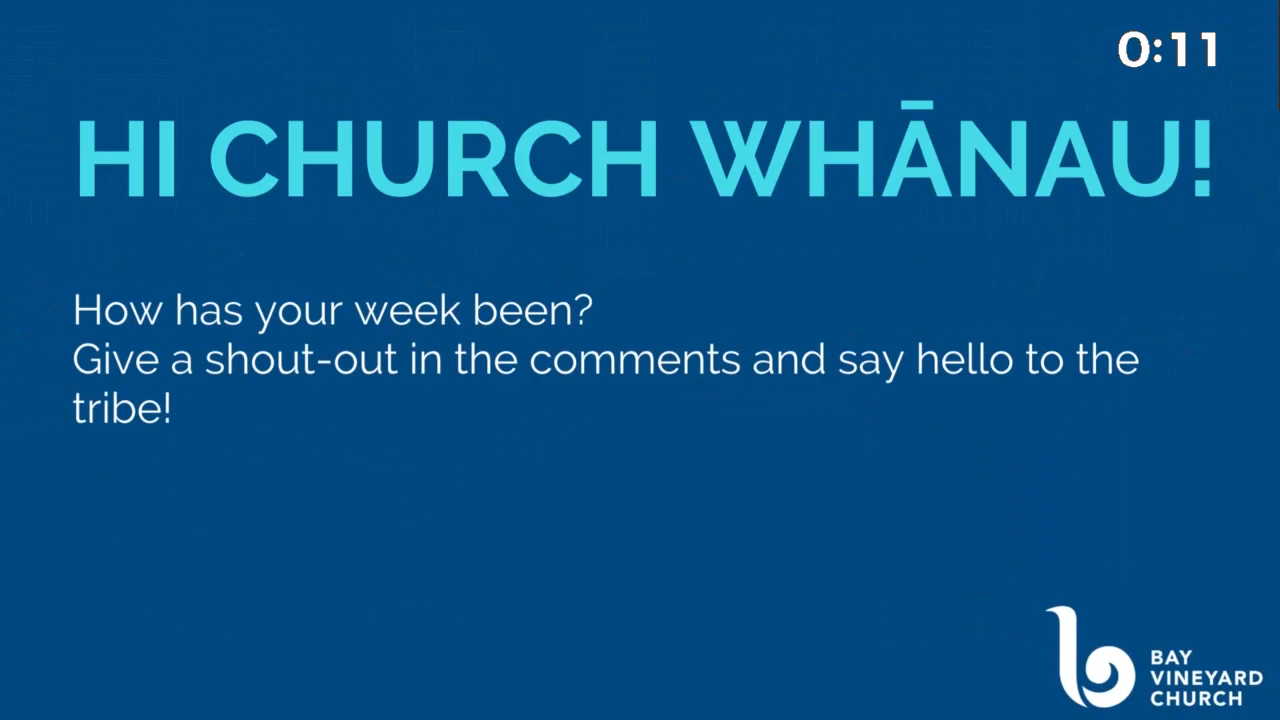 0:11
HI CHURCH WHĀNAU!
How has your week been?
Give a shout-out in the comments and say hello to the
tribe!
BAY
VINEYARD
CHURCH